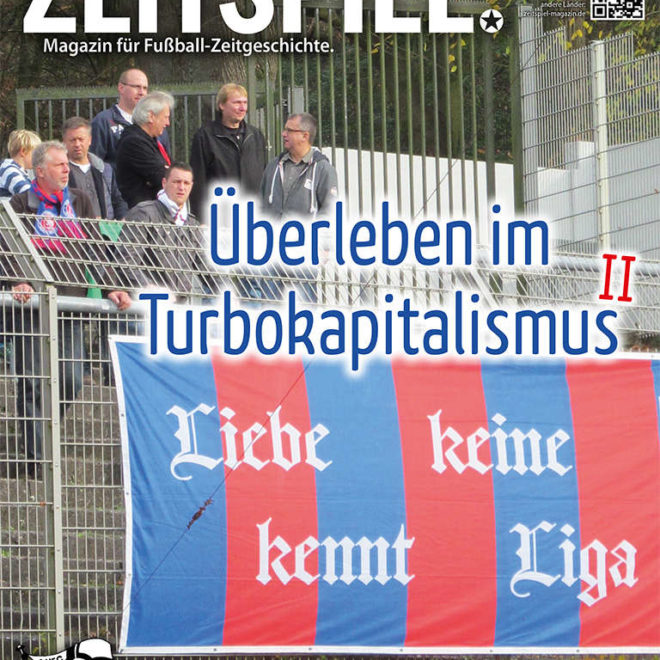 ZEITSPIEL.
Magazin für Fußball-Zeitgeschichte.
andere Länder:
zeitspiel-magazin.de
Überleben im
Turbokapitalismus II
Liebe keine
kennt Liga